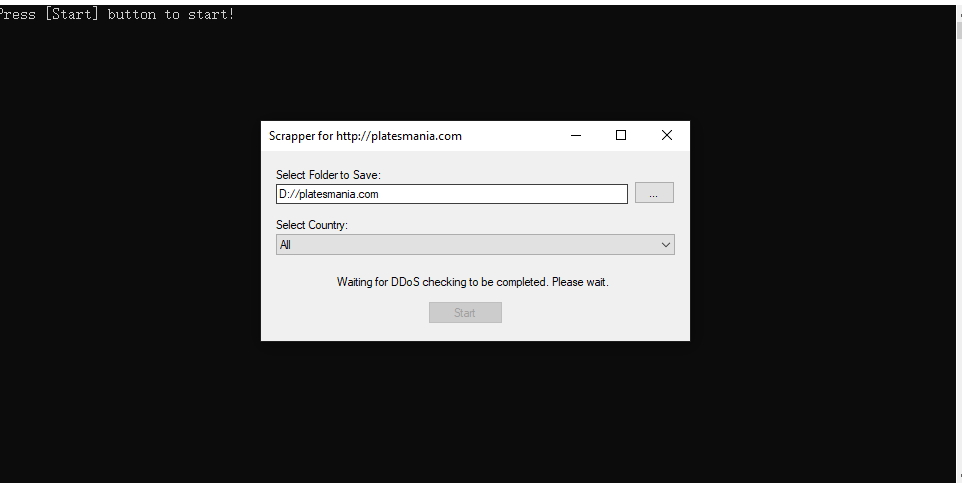 Press [Start] button to start!
Scrapper for http://platesmania.com
Select Folder to Save:
D://platesmania.com
...
Select Country:
All
Waiting for DDoS checking to be completed. Please wait.
Start